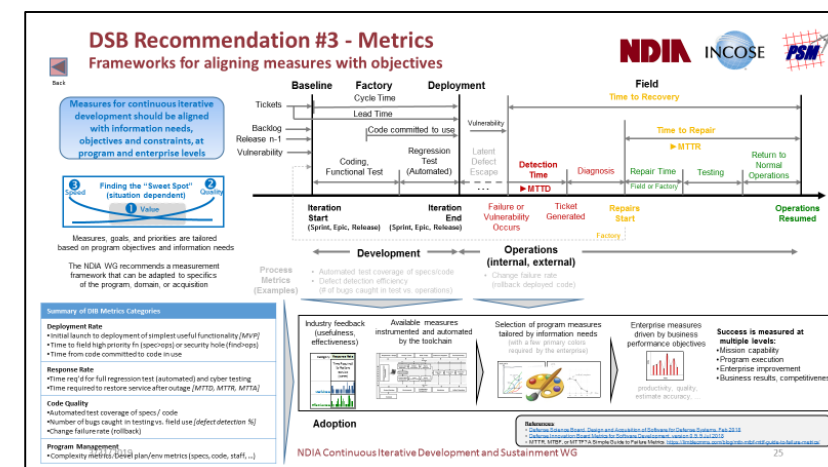 DSB Recommendation #3 - Metrics
Frameworks for aligning measures with objectives
NDIA
INCOSE
PSM
Back
Measures for continuous iterative
development should be aligned
with information needs,
objectives and constraints, at
program and enterprise levels
Baseline
Factory
Deployment
Field
Cycle Time
Time to Recovery
Tickets
Lead Time
Backlog
Code committed to use
Vulnerability
Time to Repair
Release n-1
MTTR
Vulnerability
Coding,
Functional Test
Regression
Test
(Automated)
Latent
Defect
Escape
...
Detection
Time
MTTD
Diagnosis
Repair Time
Field or Factory
Testing
Return to
Normal
Operations
3
Speed
Finding the "Sweet Spot"
(situation dependent)
2
Quality
1 Value
Iteration
Start
(Sprint, Epic, Release)
Iteration
End
(Sprint, Epic, Release)
Failure or
Vulnerability
Occurs
Ticket
Generated
Repairs
Start
Operations
Resumed
Factory
Measures, goals, and priorities are tailored
based on program objectives and information needs
The NDIA WG recommends a measurement
framework that can be adapted to specifics
of the program, domain, or acquisition
Development
Operations
(internal, external)
Process
Metrics
(Examples)
• Automated test coverage of specs/code
• Defect detection efficiency
(# of bugs caught in test vs. operations)
• Change failure rate
(rollback deployed code)
Summary of DIB Metrics Categories
Deployment Rate
•Initial launch to deployment of simplest useful functionality [MVP]
•Time to field high priority fn (spec>ops) or security hole (find>ops)
•Time from code committed to code in use
Response Rate
•Time req'd for full regression test (automated) and cyber testing
•Time required to restore service after outage [MTTD, MTTR, MTTA]
Code Quality
•Automated test coverage of specs / code
•Number of bugs caught in testing vs. field use [defect detection %]
•Change failure rate (rollback)
Program Management
•Complexity metrics/Devel plan/env metrics (specs, code, staff, ...)
Industry feedback
(usefulness,
effectiveness)
Available measures
instrumented and automated
by the toolchain
Selection of program measures
tailored by information needs
(with a few primary colors
required by the enterprise)
Enterprise measures
driven by business
performance objectives
productivity, quality,
estimate accuracy, ...
Success is measured at
multiple levels:
•Mission capability
•Program execution
•Enterprise improvement
•Business results, competitiveness
Adoption
References
NDIA Continuous Iterative Development and Sustainment WG
25